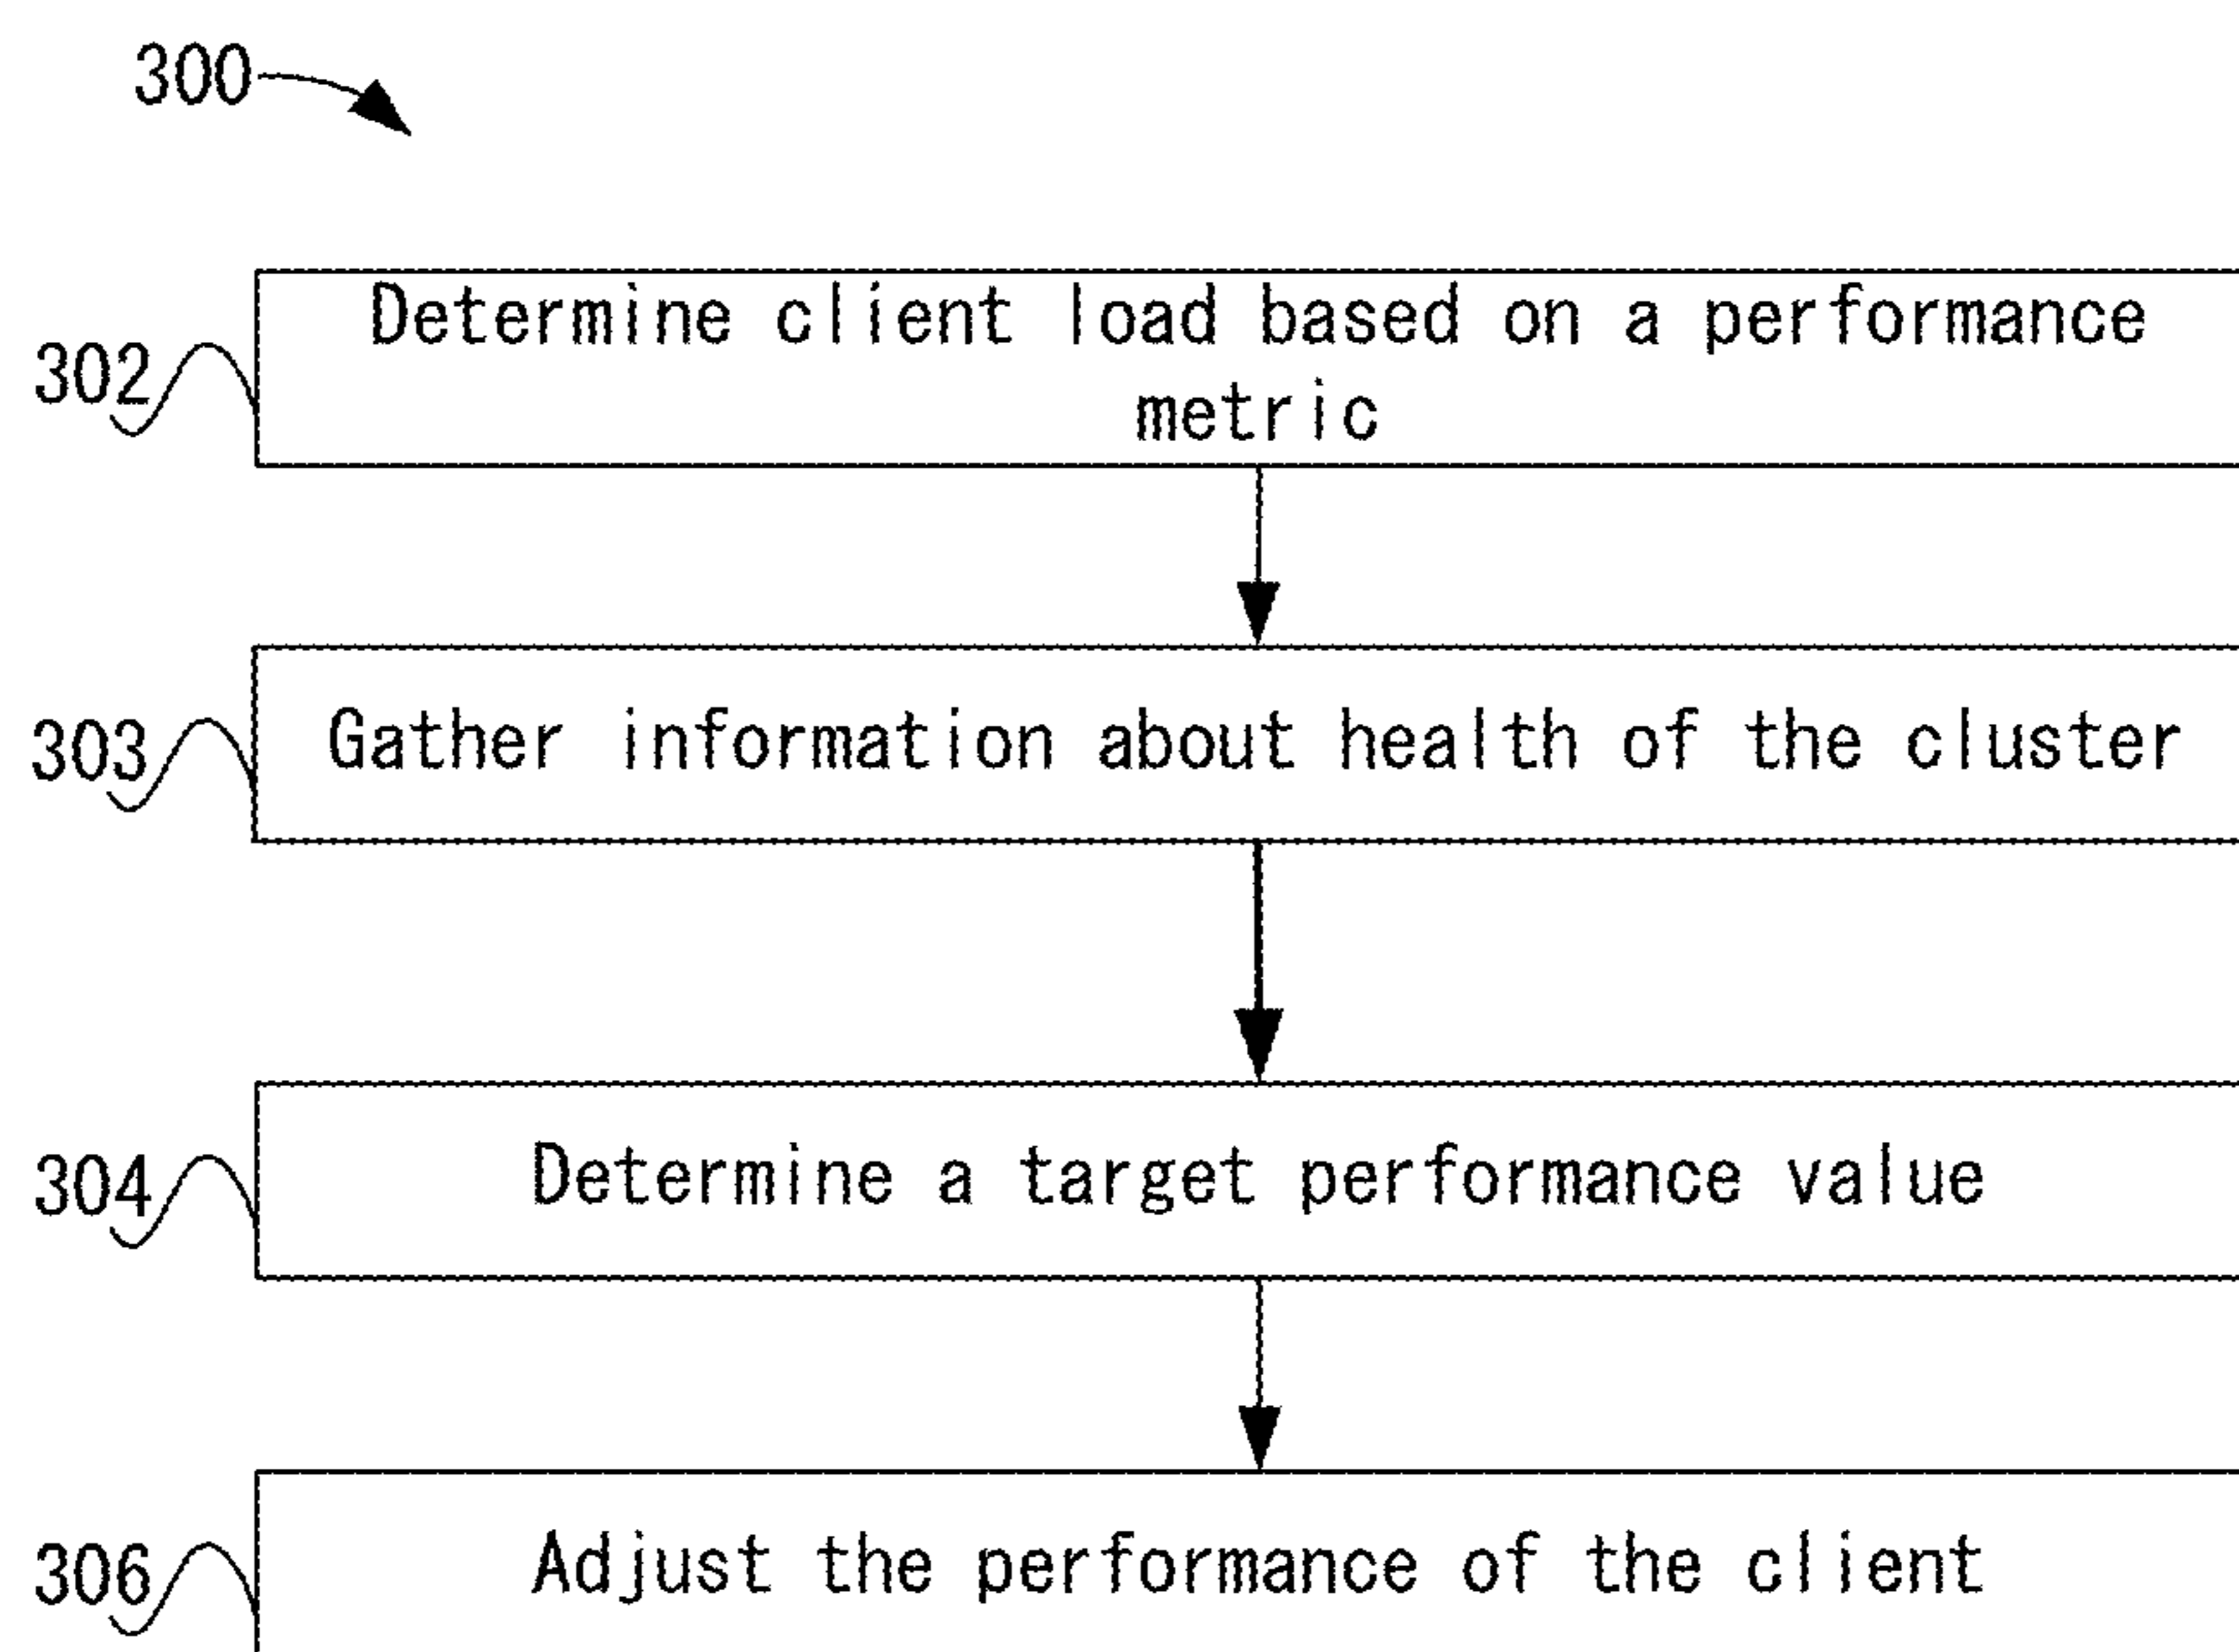 300
302
Determine client load based on a performance
metric
303
Gather information about health of the cluster
304
Determine a target performance value
306
Adjust the performance of the client